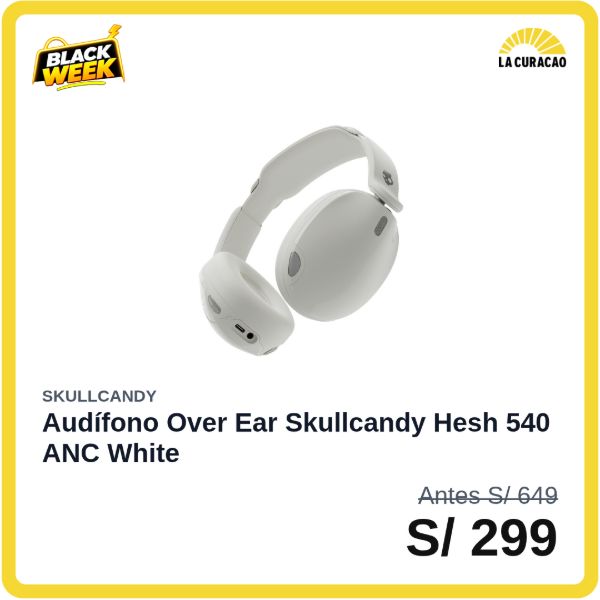 BLACK
WEEK
LA CURACAO
SKULLCANDY
Audífono Over Ear Skullcandy Hesh 540
ANC White
Antes S/ 649
S/ 299